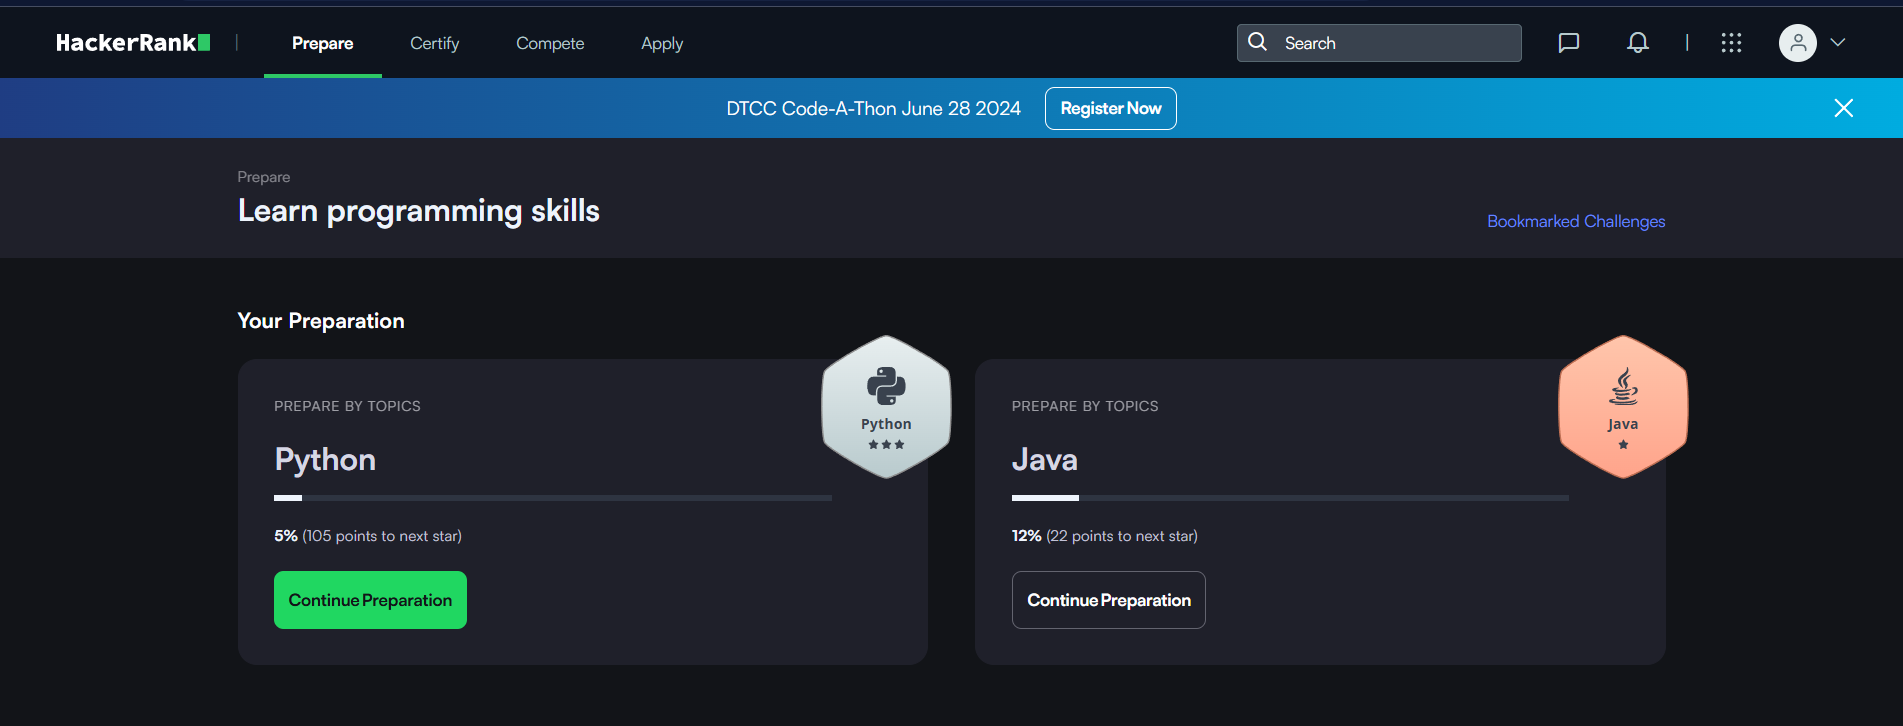 HackerRank
Prepare
Certify
Compete
Apply
Search
DTCC Code-A-Thon June 28 2024
Register Now
Prepare
Learn programming skills
Bookmarked Challenges
Your Preparation
PREPARE BY TOPICS
Python
Python
5% (105 points to next star)
Continue Preparation
PREPARE BY TOPICS
Java
Java
12% (22 points to next star)
Continue Preparation